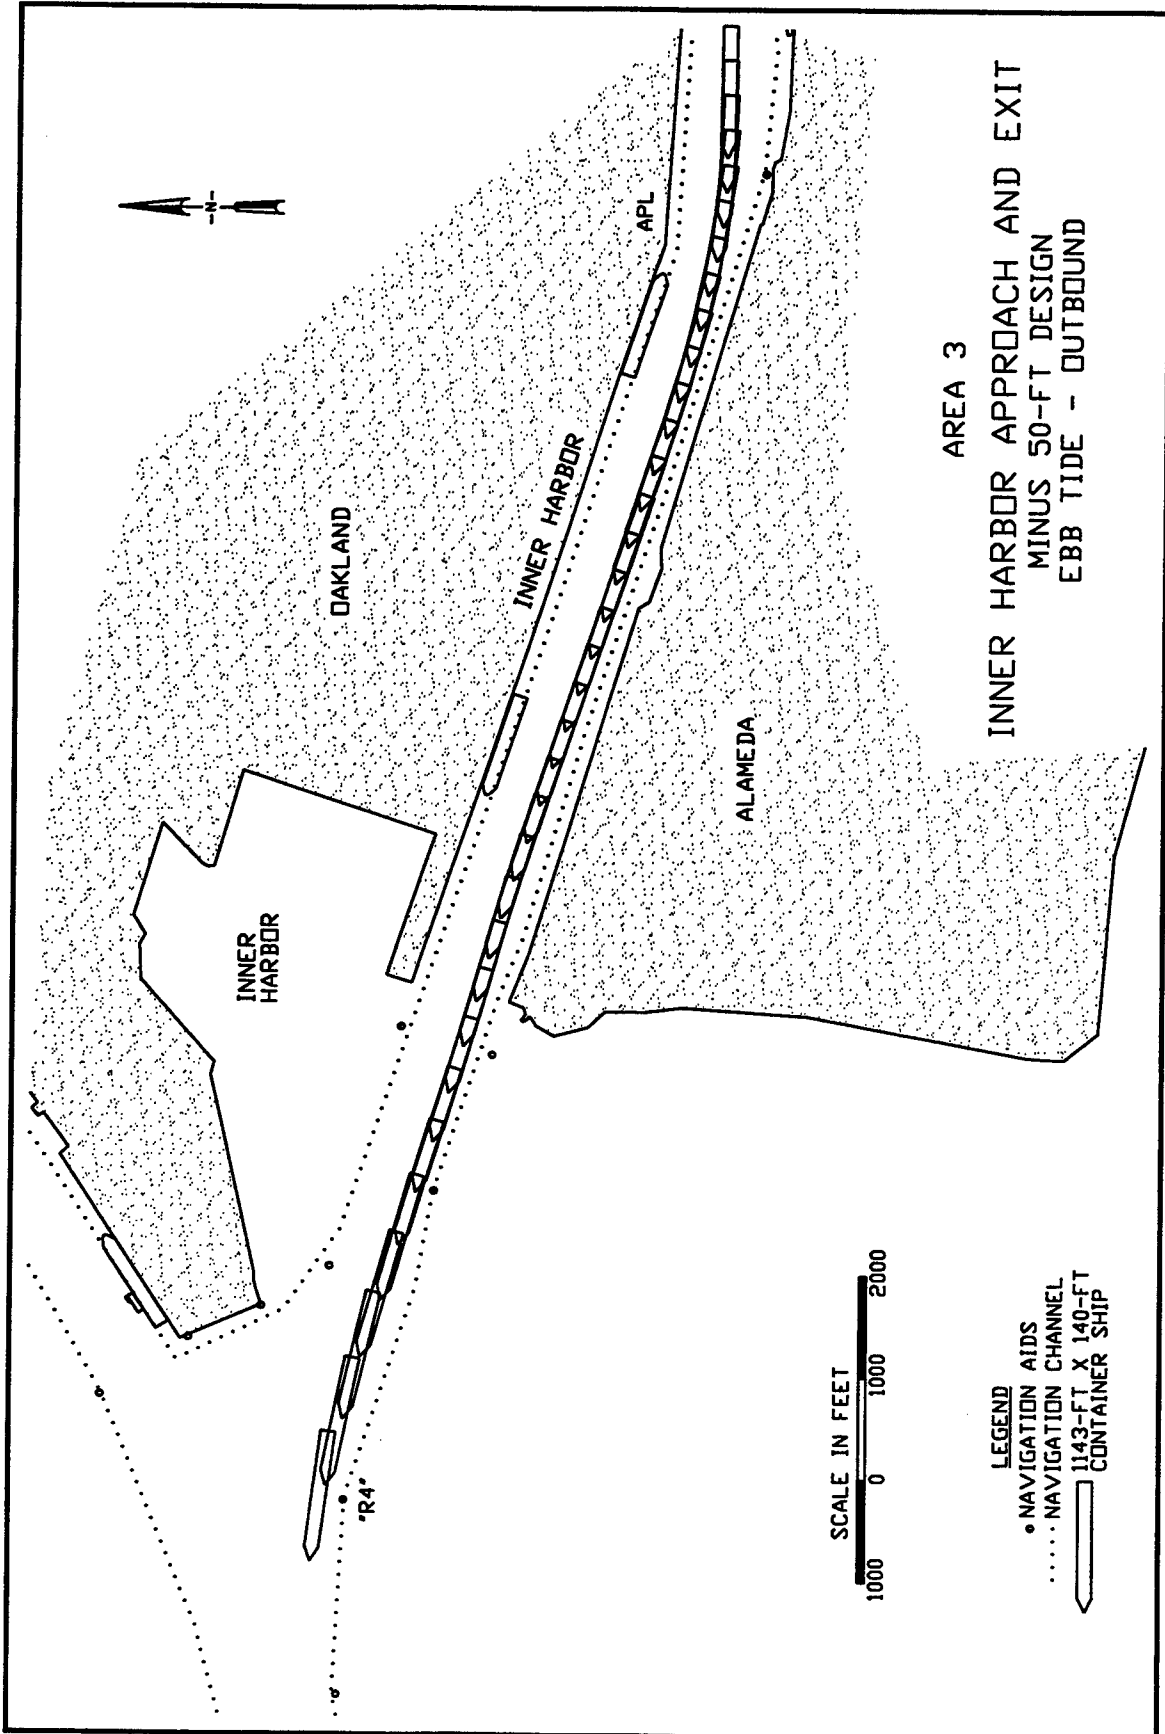 -N-
OAKLAND
INNER HARBOR
APL
INNER
HARBOR
ALAMEDA
"R4"
SCALE IN FEET
1000 0 1000 2000
LEGEND
NAVIGATION AIDS
NAVIGATION CHANNEL
1143-FT X 140-FT
CONTAINER SHIP
AREA 3
INNER HARBOR APPROACH AND EXIT
MINUS 50-FT DESIGN
EBB TIDE - OUTBOUND